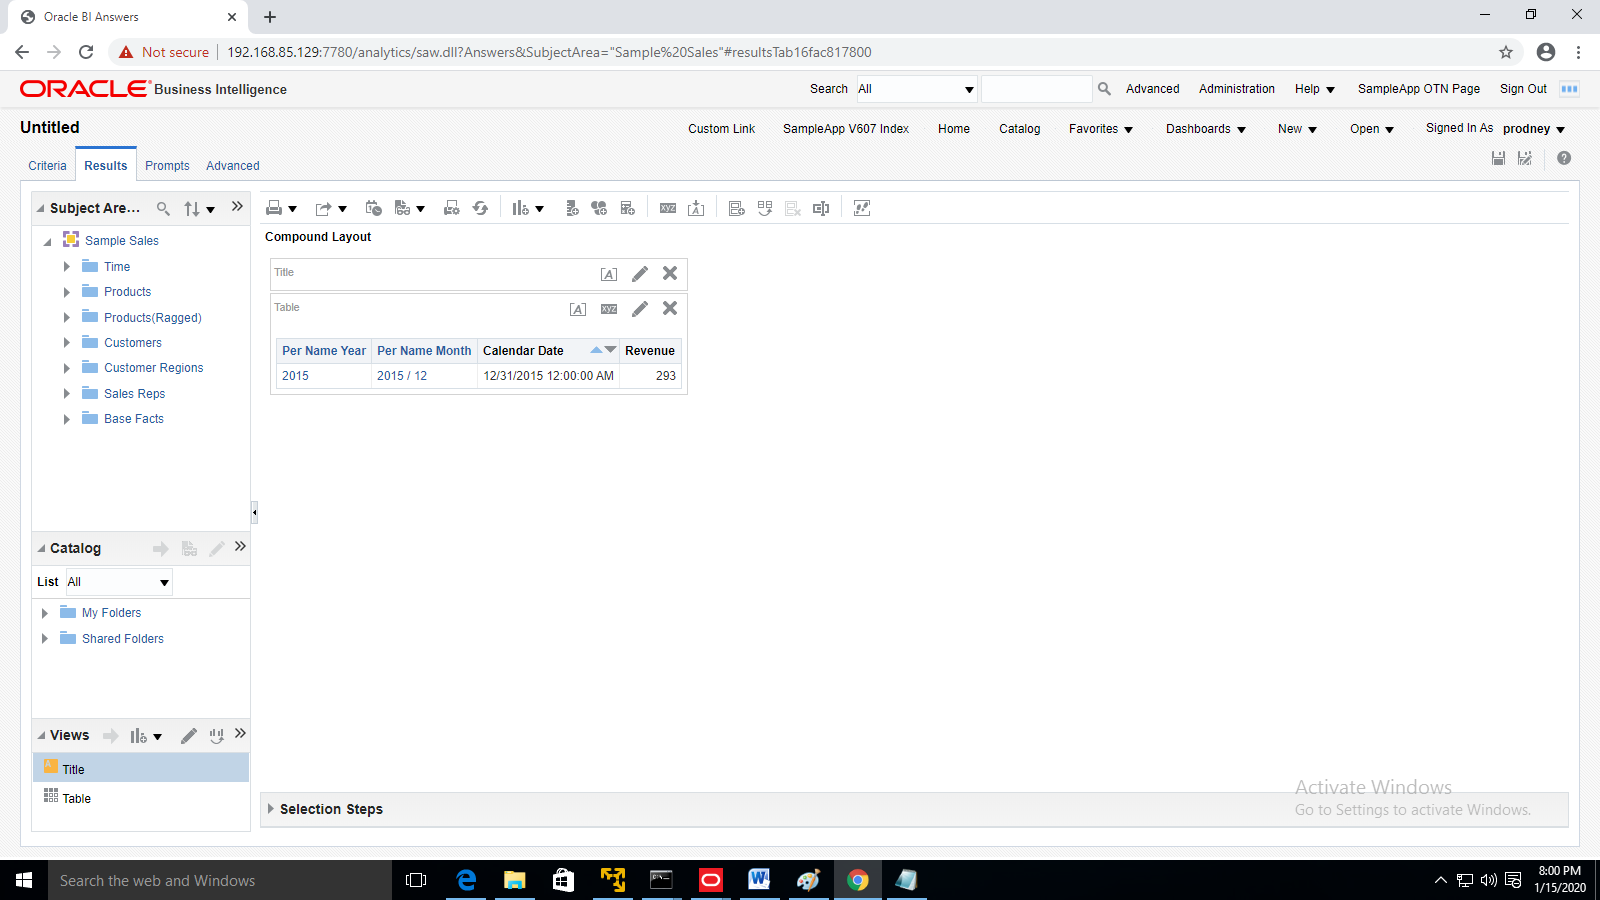 Oracle BI Answers
Not secure
192.168.85.129:7780/analytics/saw.dll?Answers&SubjectArea="Sample%20Sales"#resultsTab16fac817800
ORACLE Business Intelligence
Search All Advanced Administration Help SampleApp OTN Page Sign Out
Untitled
Custom Link SampleApp V607 Index Home Catalog Favorites Dashboards New Open Signed In As prodney
Criteria Results Prompts Advanced
Subject Are...
Sample Sales
Time
Products
Products(Ragged)
Customers
Customer Regions
Sales Reps
Base Facts
Compound Layout
Title
Table
Per Name Year Per Name Month Calendar Date Revenue
2015 2015 / 12 12/31/2015 12:00:00 AM 293
Catalog
List All
My Folders
Shared Folders
Views
Title
Table
Selection Steps
Activate Windows
Go to Settings to activate Windows.
Search the web and Windows
8:00 PM
1/15/2020